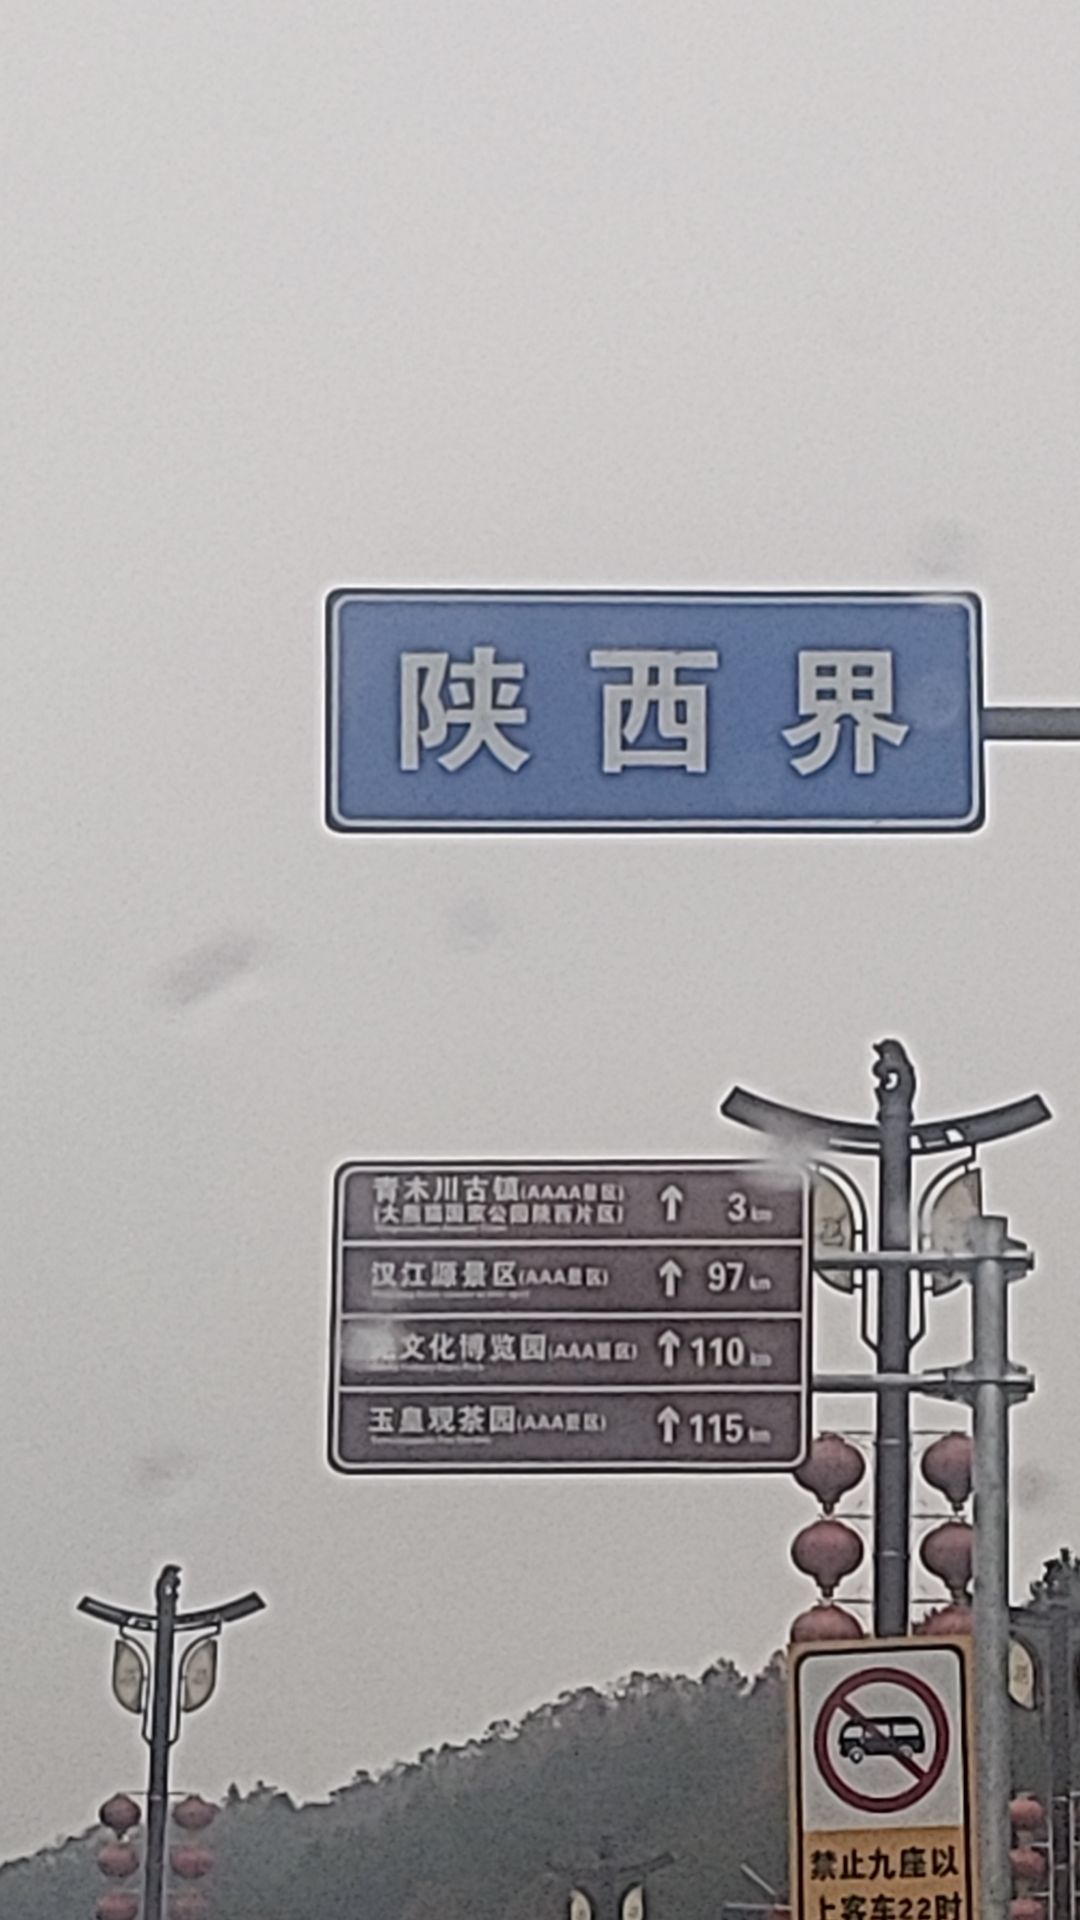 陕西界
青木川古镇(AAAA景区) ↑ 3km
(大熊猫国家公园陕西片区)
汉江源景区(AAA景区) ↑ 97km
文化博览园(AAA景区) ↑ 110km
玉皇观茶园(AAA景区) ↑ 115km
禁止九座以
上客车22时